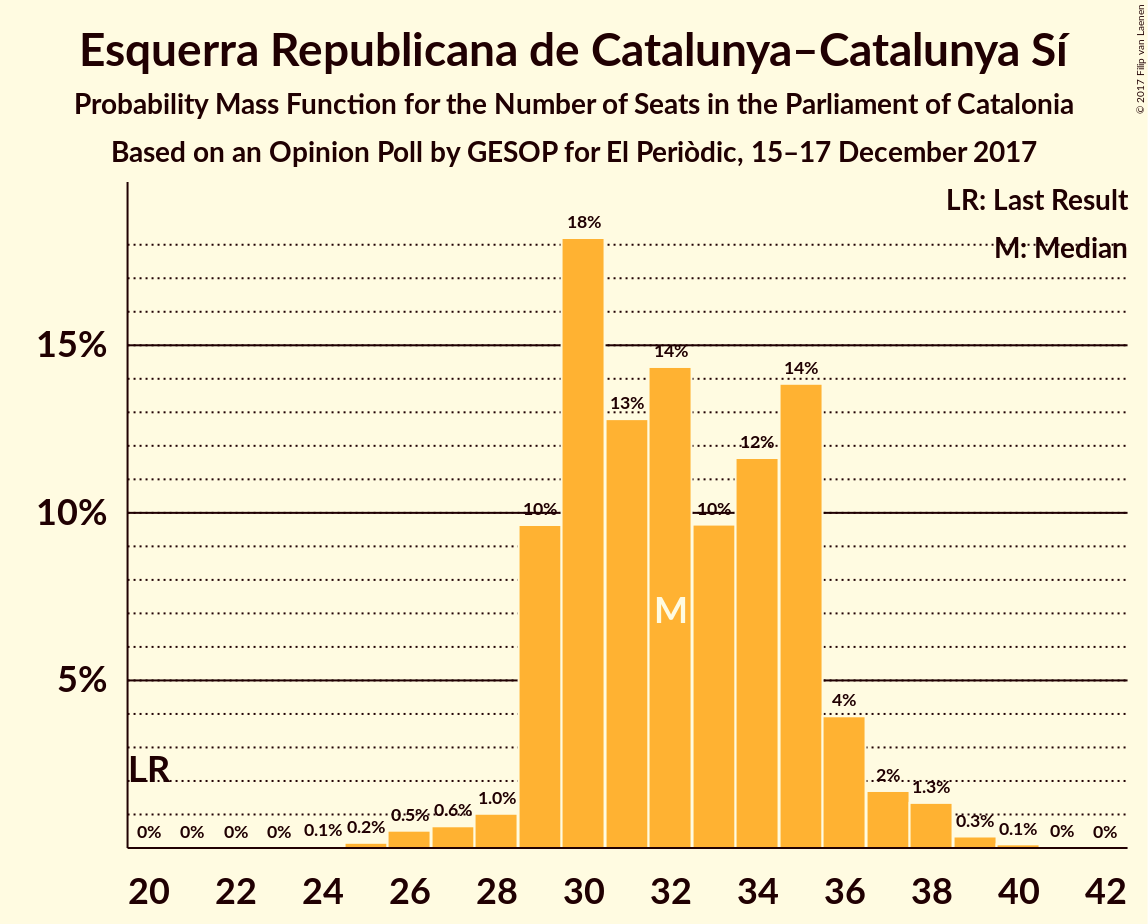 © 2017 Filip van Laenen
Esquerra Republicana de Catalunya–Catalunya Sí
Probability Mass Function for the Number of Seats in the Parliament of Catalonia
Based on an Opinion Poll by GESOP for El Periòdic, 15–17 December 2017
LR: Last Result
M: Median
15%
10%
5%
LR
M
0% 0% 0% 0% 0.1% 0.2% 0.5% 0.6% 1.0% 10% 18% 13% 14% 10% 12% 14% 4% 2% 1.3% 0.3% 0.1% 0% 0%
20 22 24 26 28 30 32 34 36 38 40 42